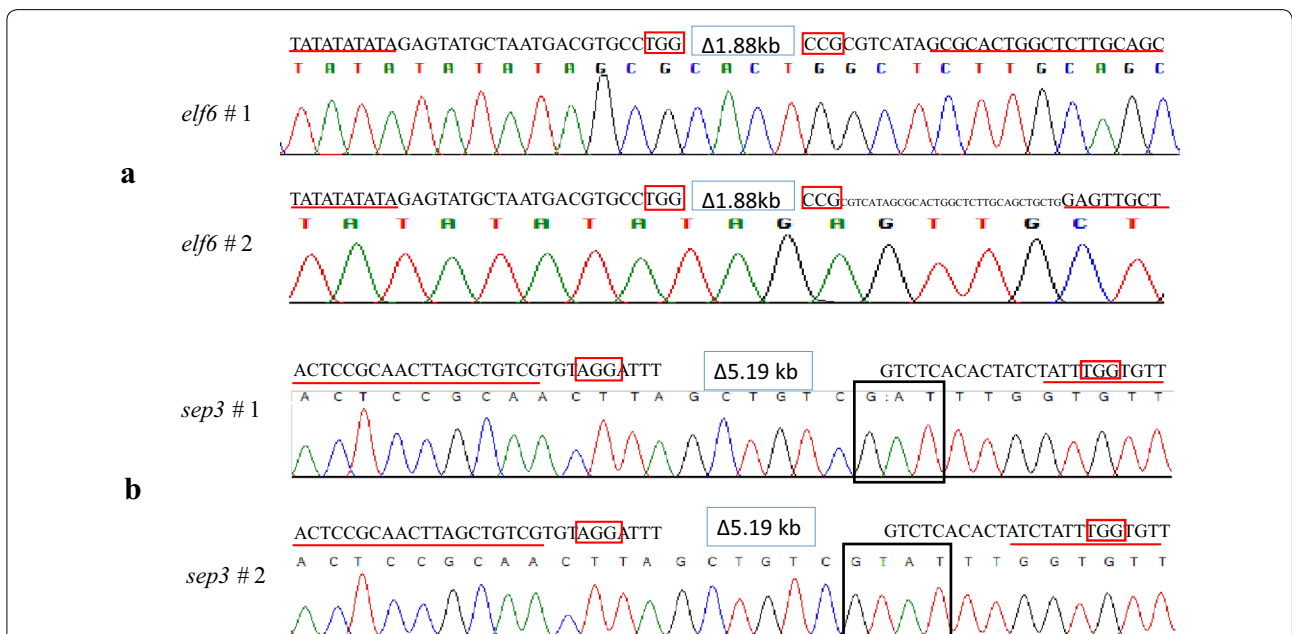 TATATATATAGAGTATGCTAATGACGTGCCTGG Δ1.88kb CCGCGTCATAGCGCACTGGCTCTTGCAGC
T A T A T A T A T A G C G C A C T G G C T C T T G C A G C
elf6 # 1
a
TATATATATAGAGTATGCTAATGACGTGCCTGG Δ1.88kb CCGCGTCATAGCGCACTGGCTCTTGCAGCTGCTGGAGTTGCT
T A T A T A T A T A G A G T T G C T
elf6 # 2
ACTCCGCAACTTAGCTGTCGTGTAGGATTT Δ5.19 kb GTCTCACACTATCTATTTGGTGTT
A C T C C G C A A C T T A G C T G T C G A T T T G G T G T T
sep3 # 1
b
ACTCCGCAACTTAGCTGTCGTGTAGGATTT Δ5.19 kb GTCTCACACTATCTATTTGGTGTT
A C T C C G C A A C T T A G C T G T C G T A T T T G G T G T T
sep3 # 2